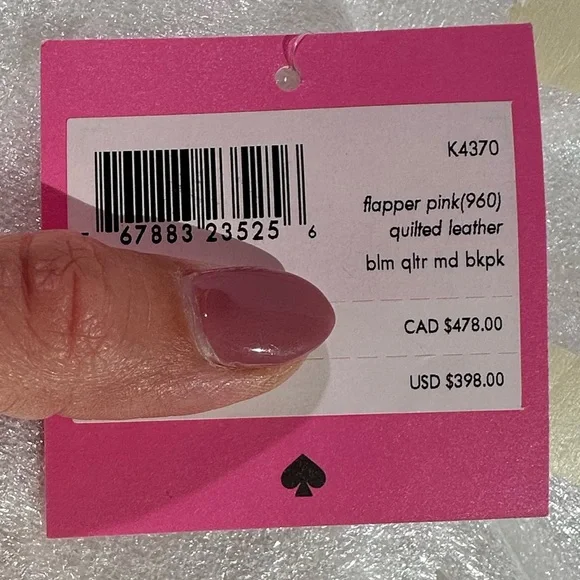 K4370
flapper pink(960)
quilted leather
67883 23525 6
blm qltr md bkpk
CAD $478.00
USD $398.00